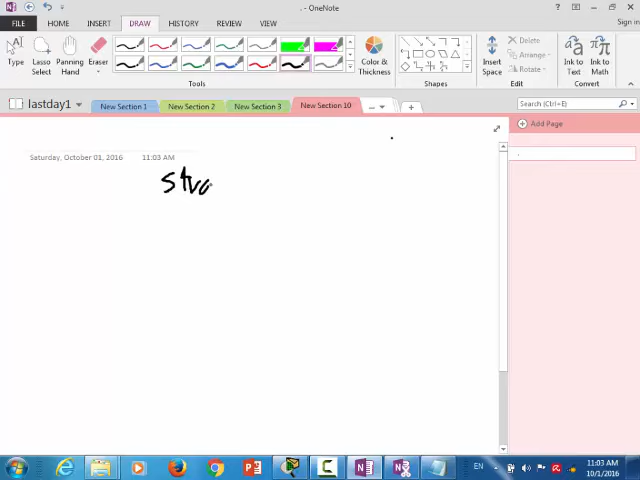 . - OneNote
FILE HOME INSERT DRAW HISTORY REVIEW VIEW Sign in
Type Lasso Select Panning Hand Eraser Color & Thickness Insert Space Delete Arrange Rotate Ink to Text Ink to Math
Tools Shapes Edit Convert
lastday1 New Section 1 New Section 2 New Section 3 New Section 10 Search (Ctrl+E)
Add Page
Saturday, October 01, 2016 11:03 AM
EN 11:03 AM
10/1/2016